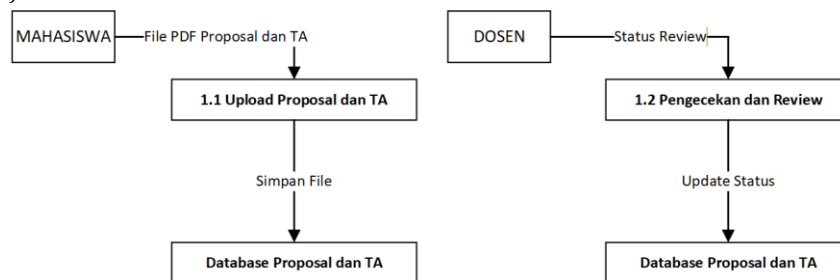 MAHASISWA
File PDF Proposal dan TA
DOSEN
Status Review
1.1 Upload Proposal dan TA
1.2 Pengecekan dan Review
Simpan File
Update Status
Database Proposal dan TA
Database Proposal dan TA